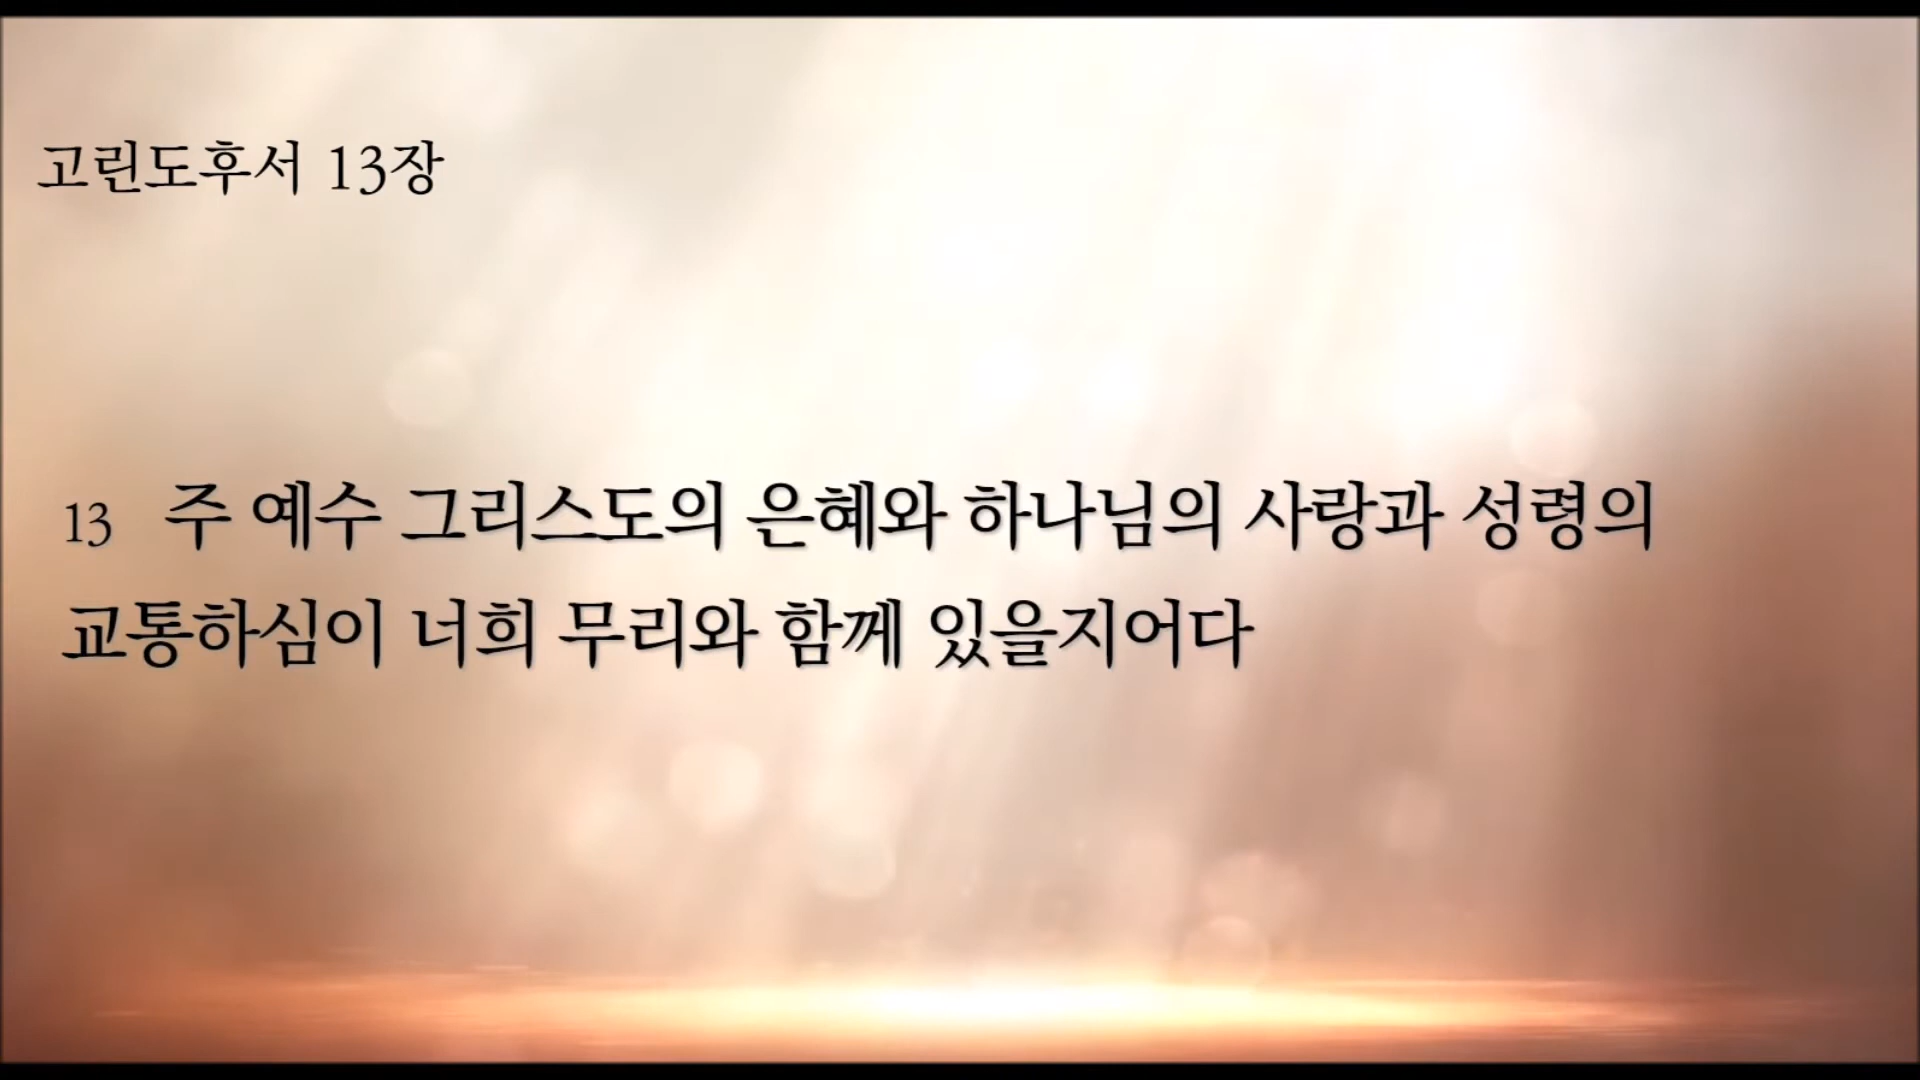 고린도후서 13장
13 주 예수 그리스도의 은혜와 하나님의 사랑과 성령의
교통하심이 너희 무리와 함께 있을지어다